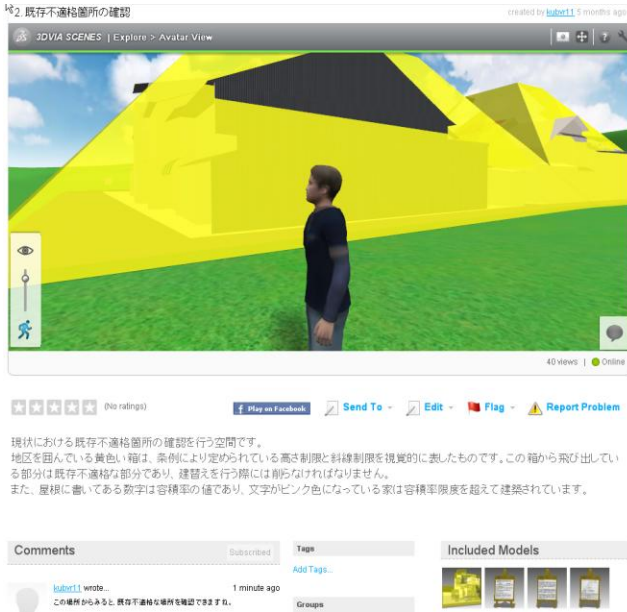 2. 既存不適格箇所の確認
created by kubvr11 5 months ago
3DVIA SCENES | Explore > Avatar View
?
40 views | Online
(No ratings)
f Play on Facebook
Send To
Edit
Flag
Report Problem
現状における既存不適格箇所の確認を行う空間です。
地区を囲んでいる黄色い箱は、条例により定められている高さ制限と斜線制限を視覚的に表したものです。この箱から飛び出してい
る部分は既存不適格な部分であり、建替えを行う際には削らなければなりません。
また、屋根に書いてある数字は容積率の値であり、文字がピンク色になっている家は容積率限度を超えて建築されています。
Comments
Subscribed
kubvr11 wrote...
1 minute ago
この場所からみると、既存不適格な場所を確認できますね。
Tags
Add Tags...
Groups
Included Models